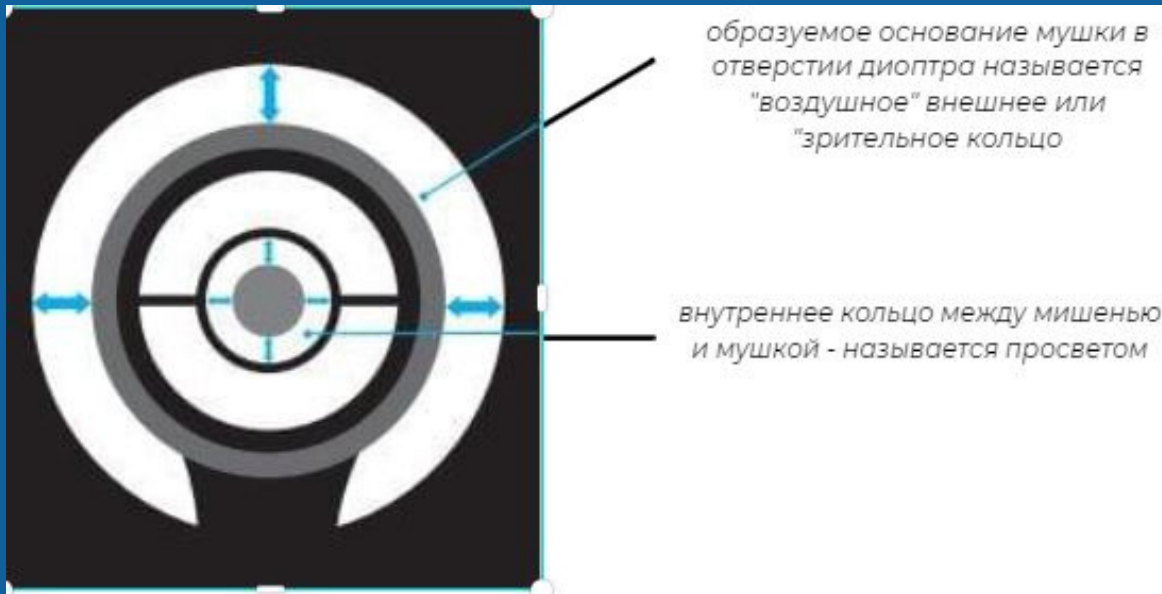 образуемое основание мушки в
отверстии диоптра называется
"воздушное" внешнее или
"зрительное кольцо
внутреннее кольцо между мишенью
и мушкой - называется просветом